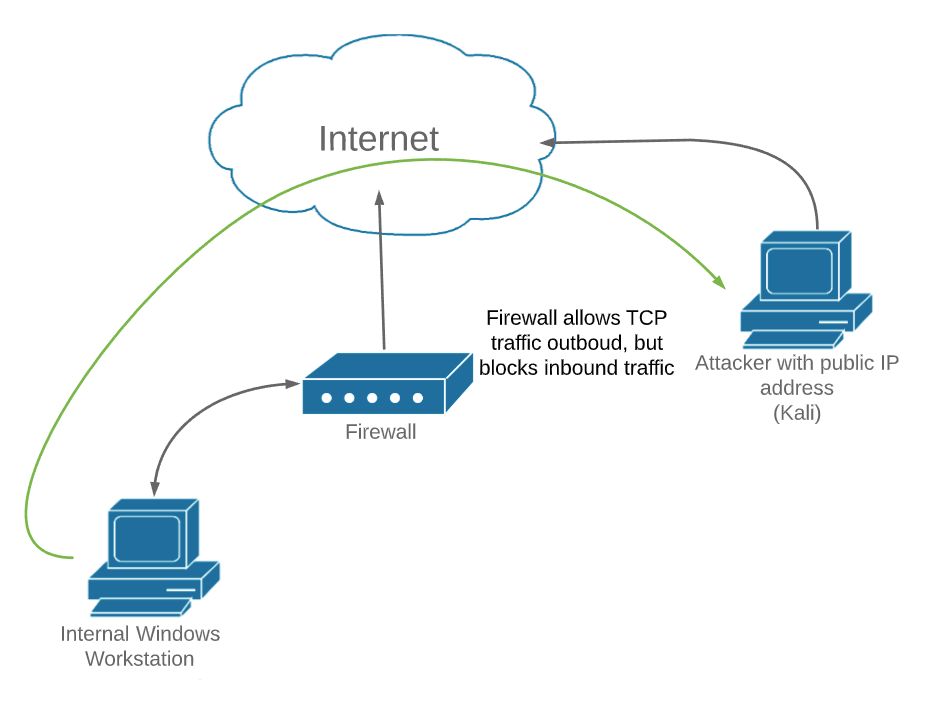 Internet
Firewall allows TCP
traffic outboud, but
blocks inbound traffic
Attacker with public IP
address
(Kali)
Firewall
Internal Windows
Workstation